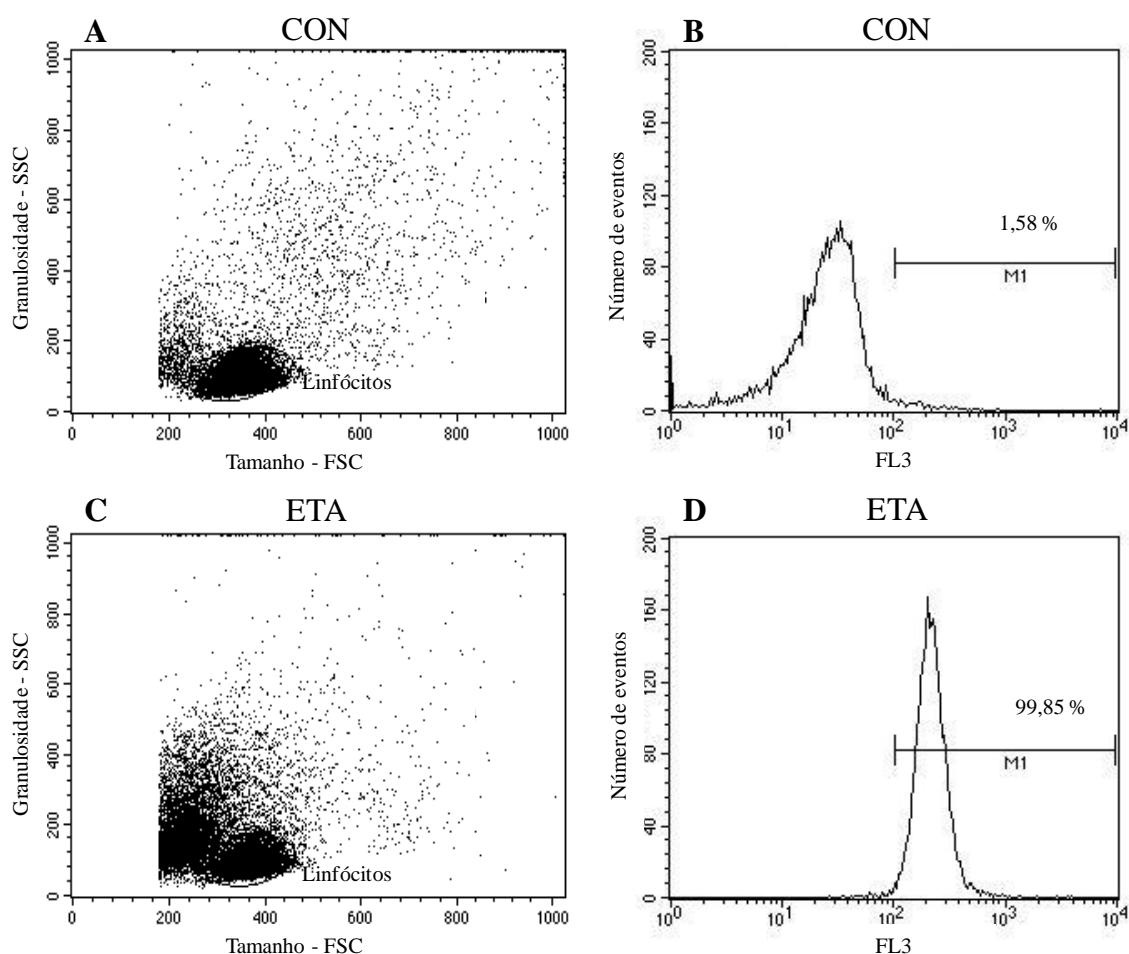 A CON
1000
800
600
400
200
0
Granulosidade - SSC
Linfócitos
0 200 400 600 800 1000
Tamanho - FSC
B CON
200
160
120
80
40
0
Número de eventos
1,58 %
M1
10⁰ 10¹ 10² 10³ 10⁴
FL3
C ETA
1000
800
600
400
200
0
Granulosidade - SSC
Linfócitos
0 200 400 600 800 1000
Tamanho - FSC
D ETA
200
160
120
80
40
0
Número de eventos
99,85 %
M1
10⁰ 10¹ 10² 10³ 10⁴
FL3